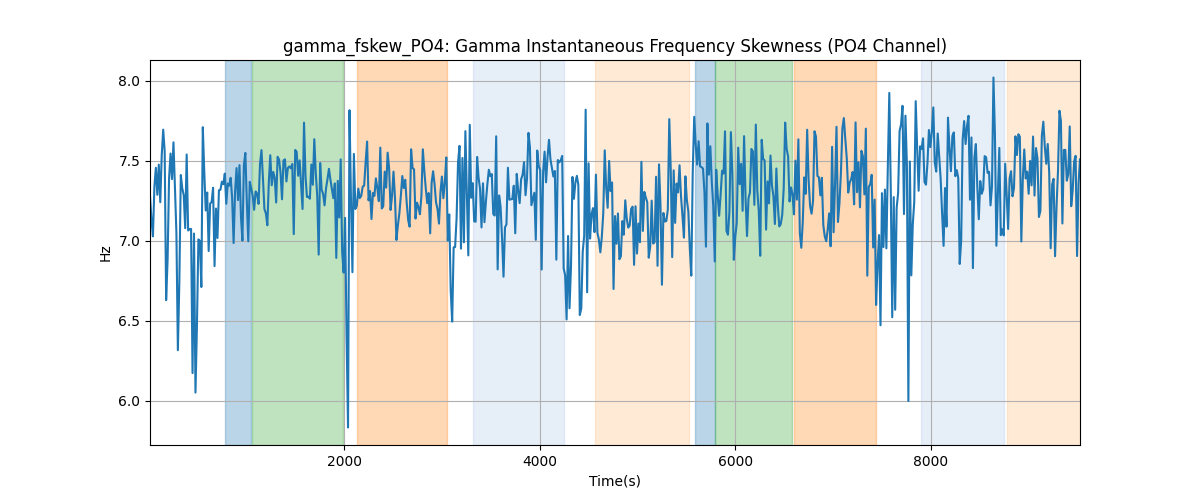 gamma_fskew_PO4: Gamma Instantaneous Frequency Skewness (PO4 Channel)
8.0
7.5
7.0
6.5
6.0
Hz
2000 4000 6000 8000
Time(s)